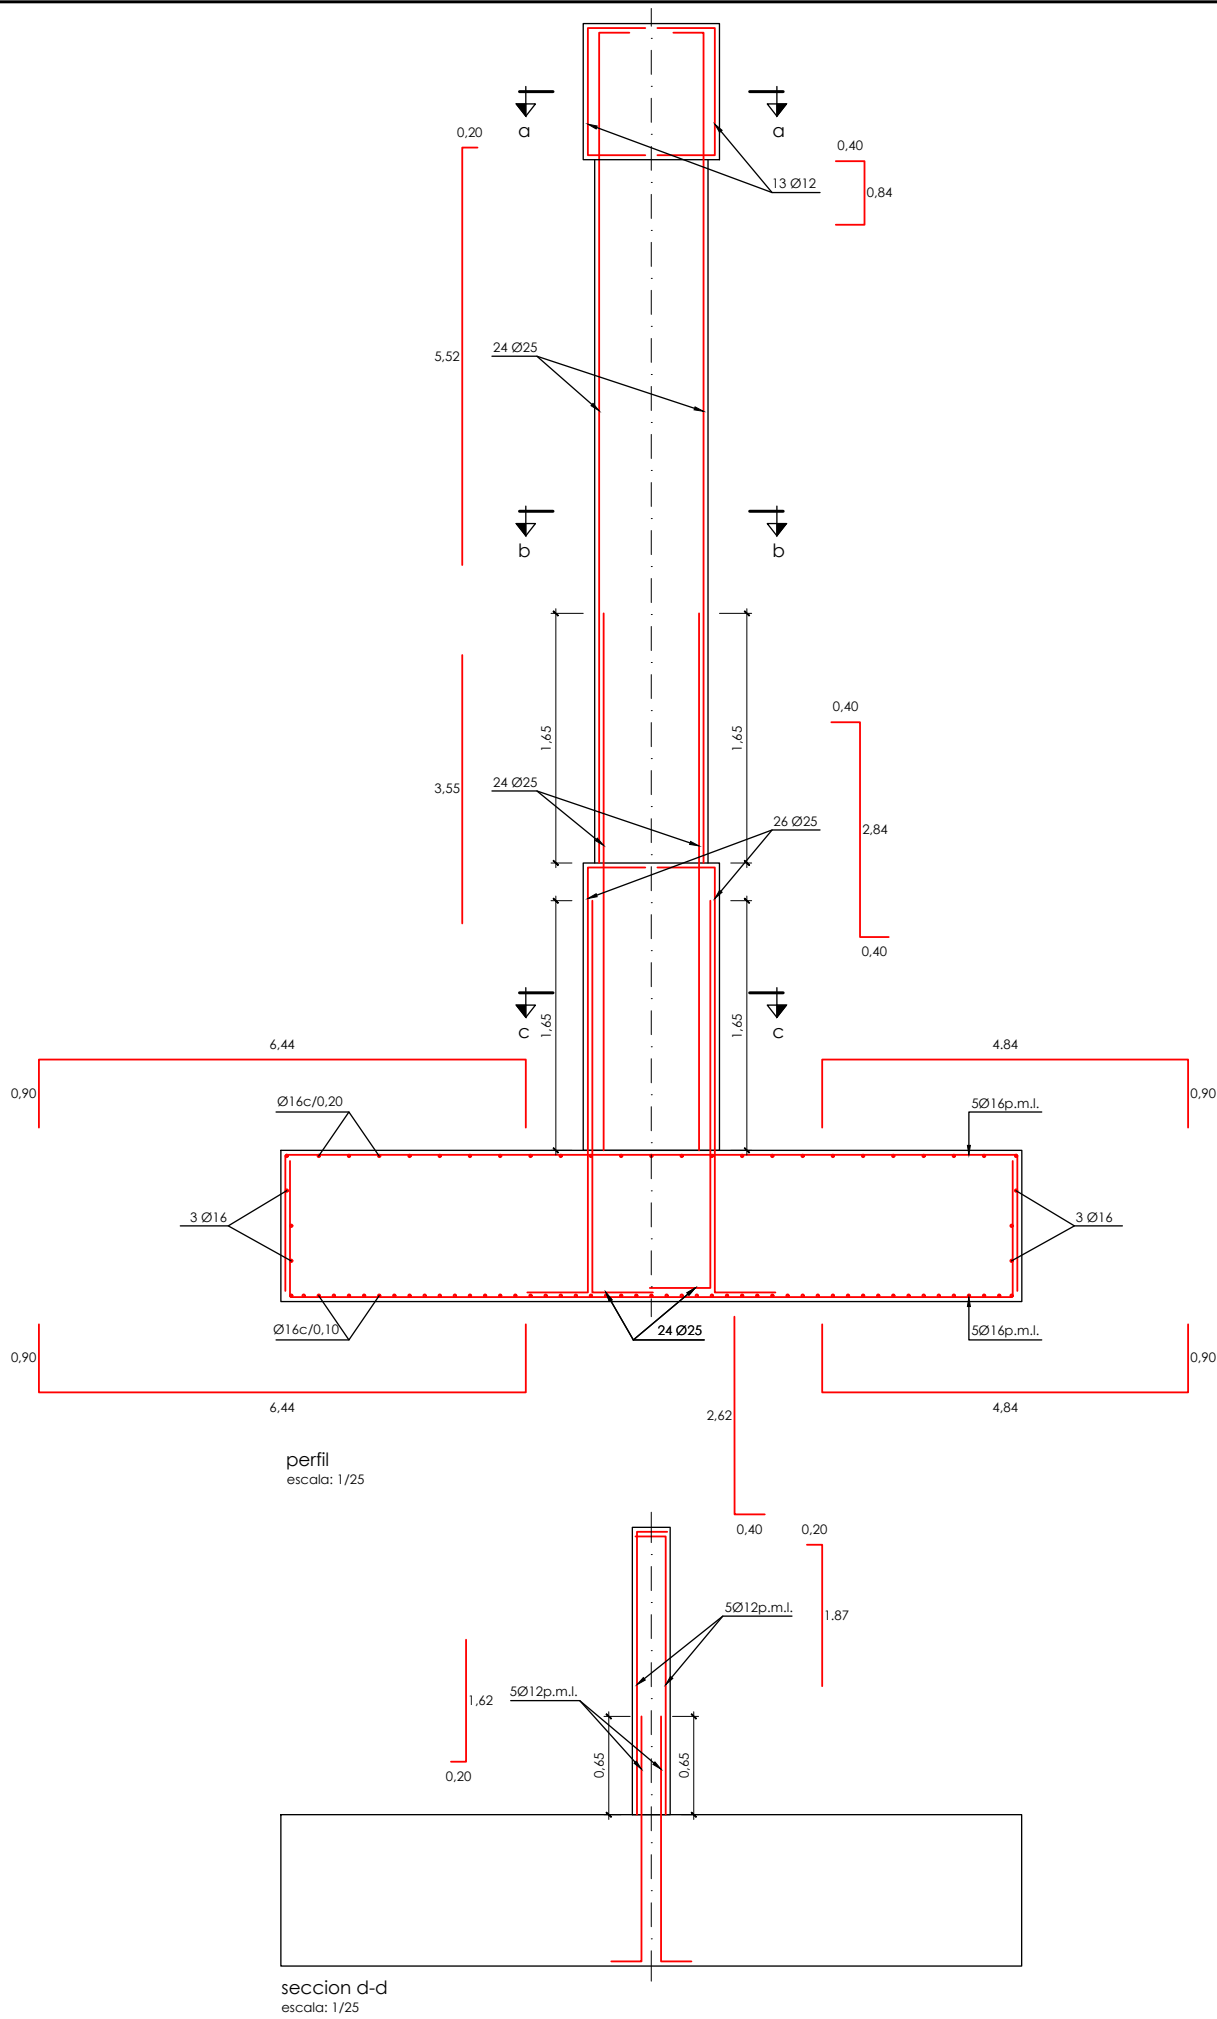 a
a
0,20
0,40
13 Ø12
0,84
5,52
24 Ø25
b
b
0,40
1,65
1,65
3,55
24 Ø25
26 Ø25
2,84
0,40
c
1,65
1,65
c
6,44
4.84
0,90
Ø16c/0,20
5Ø16p.m.l.
0,90
3 Ø16
3 Ø16
Ø16c/0,10
24 Ø25
5Ø16p.m.l.
0,90
0,90
6,44
2,62
4,84
perfil
escala: 1/25
0,40
0,20
5Ø12p.m.l.
1.87
1,62
5Ø12p.m.l.
0,65
0,65
0,20
seccion d-d
escala: 1/25